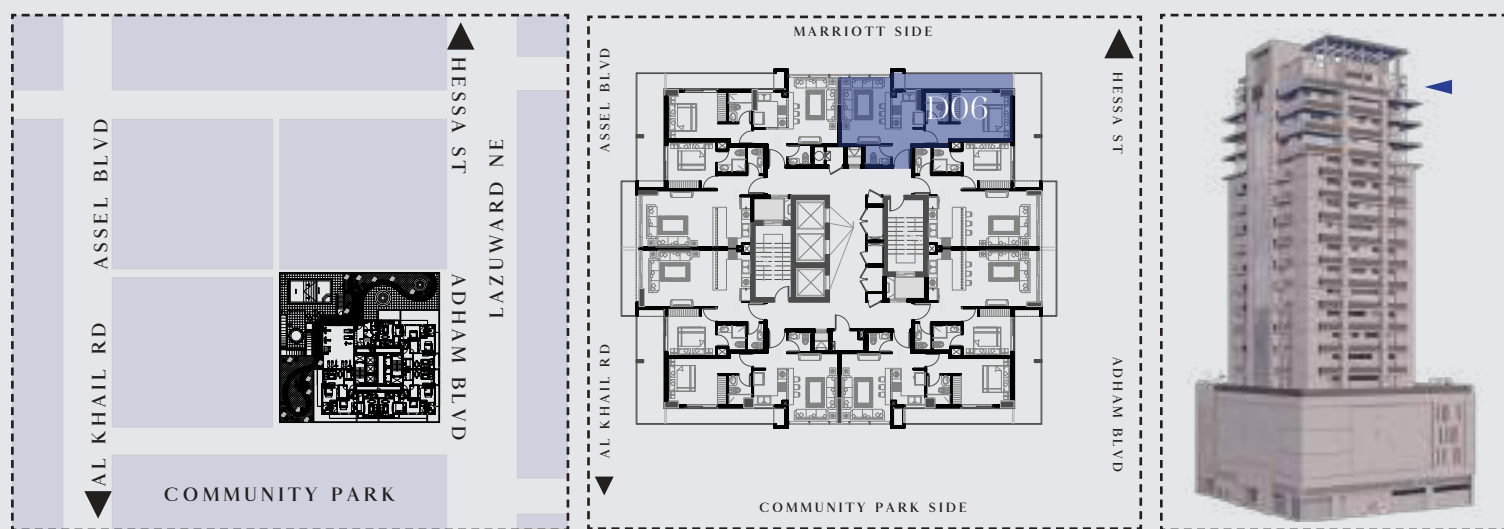 HESSA ST
ASSEL BLVD
LAZUWARD NE
ADHAM BLVD
AL KHAIL RD
COMMUNITY PARK
MARRIOTT SIDE
ASSEL BLVD
HESSA ST
D06
AL KHAIL RD
ADHAM BLVD
COMMUNITY PARK SIDE